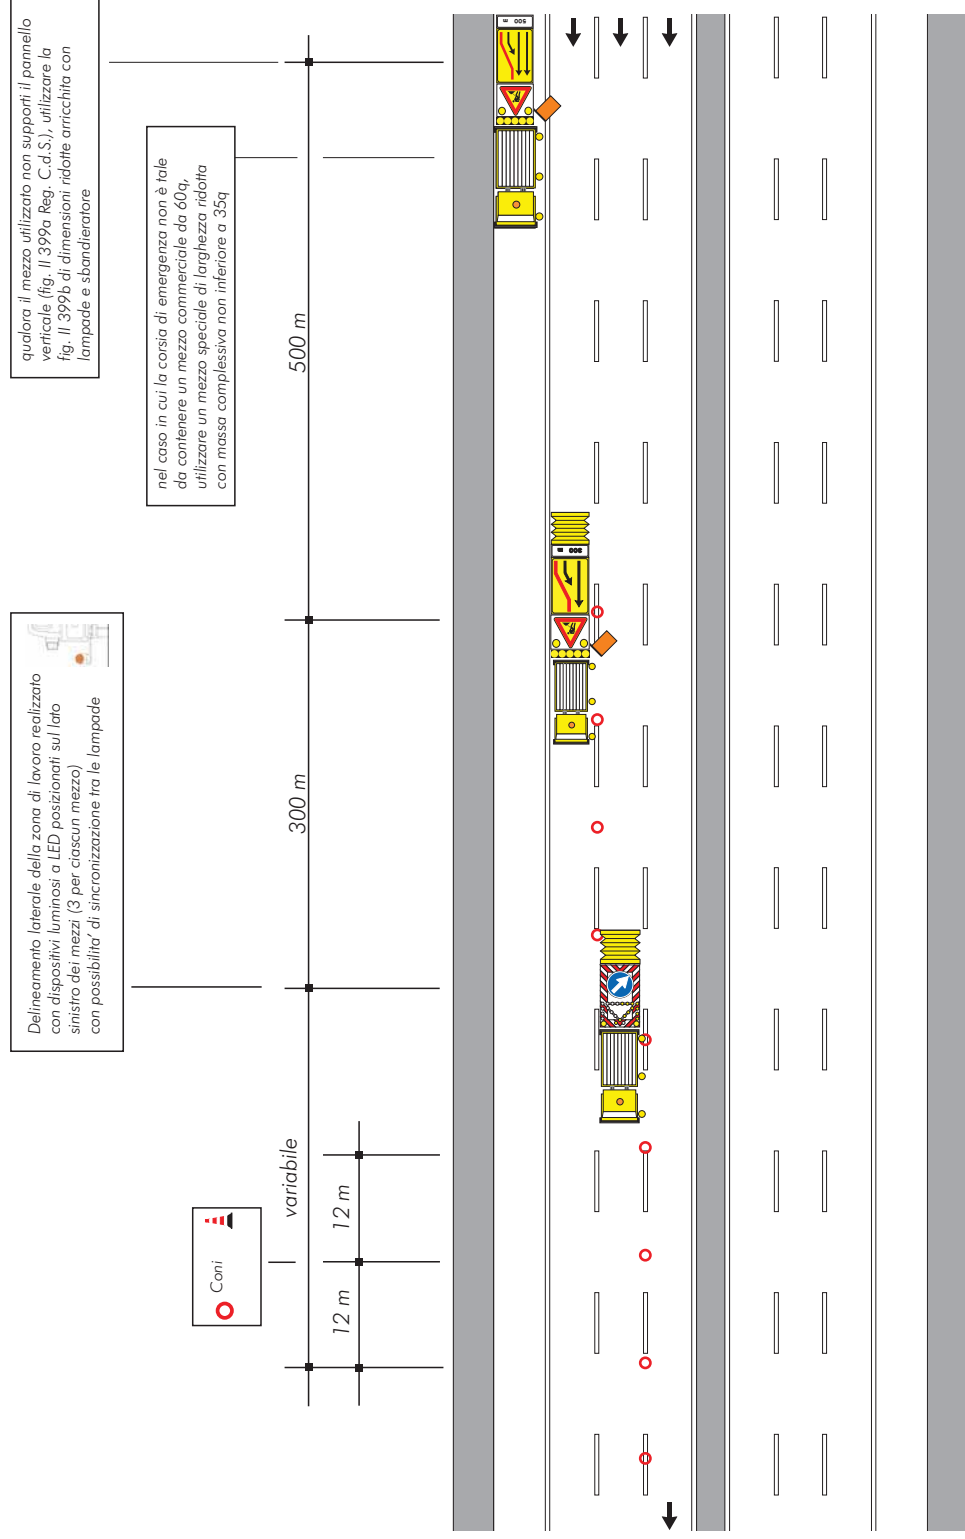 qualora il mezzo utilizzato non supporti il pannello
verticale (fig. II 399a Reg. C.d.S.), utilizzare la
fig. II 399b di dimensioni ridotte arricchita con
lampade e sbandieratore
nel caso in cui la corsia di emergenza non è tale
da contenere un mezzo commerciale da 60q,
utilizzare un mezzo speciale di larghezza ridotta
con massa complessiva non inferiore a 35q
Delineamento laterale della zona di lavoro realizzato
con dispositivi luminosi a LED posizionati sul lato
sinistro dei mezzi (3 per ciascun mezzo)
con possibilita' di sincronizzazione tra le lampade
Coni
500 m
300 m
variabile
12 m
12 m
500 m
300 m